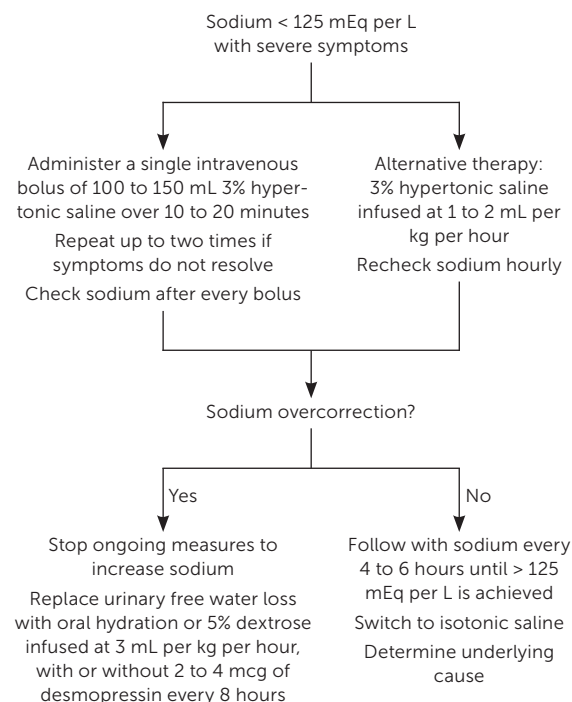 Sodium < 125 mEq per L
with severe symptoms
Administer a single intravenous
bolus of 100 to 150 mL 3% hyper-
tonic saline over 10 to 20 minutes
Repeat up to two times if
symptoms do not resolve
Check sodium after every bolus
Alternative therapy:
3% hypertonic saline
infused at 1 to 2 mL per
kg per hour
Recheck sodium hourly
Sodium overcorrection?
Yes
No
Stop ongoing measures to
increase sodium
Replace urinary free water loss
with oral hydration or 5% dextrose
infused at 3 mL per kg per hour,
with or without 2 to 4 mcg of
desmopressin every 8 hours
Follow with sodium every
4 to 6 hours until > 125
mEq per L is achieved
Switch to isotonic saline
Determine underlying
cause